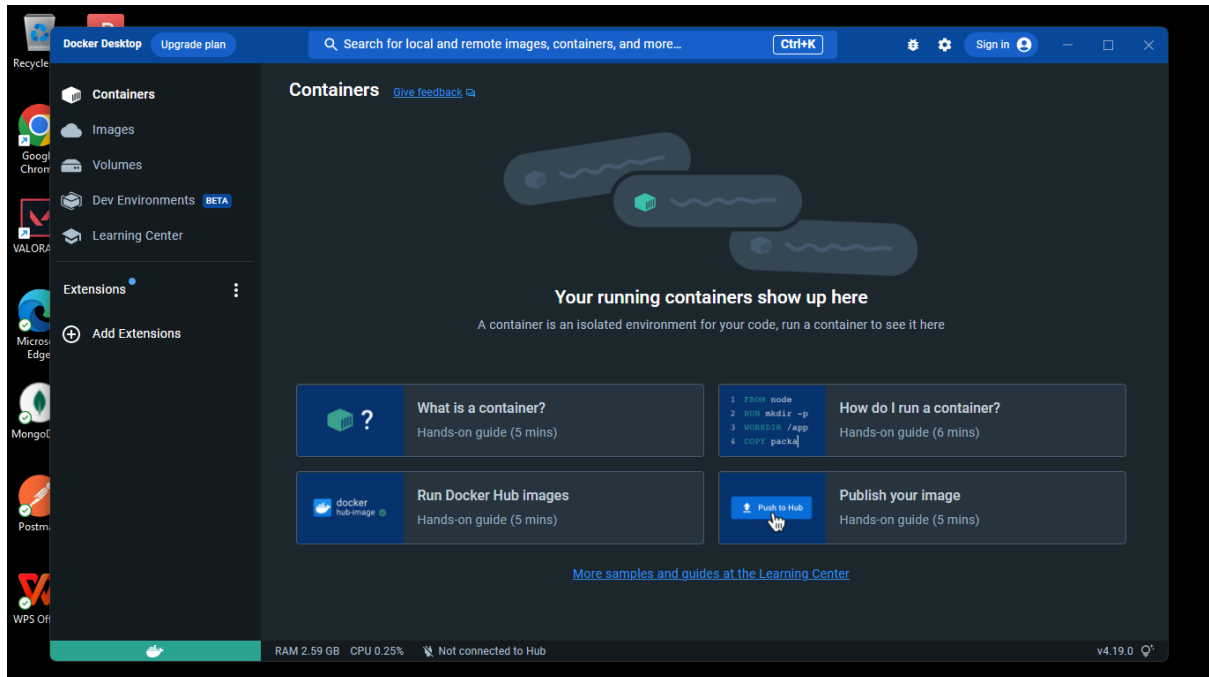 Recycle
Googl
Chrom
VALORA
Micros
Edge
MongoD
Postma
WPS Off
Docker Desktop
Upgrade plan
Search for local and remote images, containers, and more...
Ctrl+K
Sign in
Containers
Images
Volumes
Dev Environments BETA
Learning Center
Extensions
Add Extensions
Containers Give feedback
Your running containers show up here
A container is an isolated environment for your code, run a container to see it here
?
What is a container?
Hands-on guide (5 mins)
1 FROM node
2 RUN mkdir -p
3 WORKDIR /app
4 COPY packa
How do I run a container?
Hands-on guide (6 mins)
docker
hub-image
Run Docker Hub images
Hands-on guide (5 mins)
Push to Hub
Publish your image
Hands-on guide (5 mins)
More samples and guides at the Learning Center
RAM 2.59 GB CPU 0.25% Not connected to Hub
v4.19.0